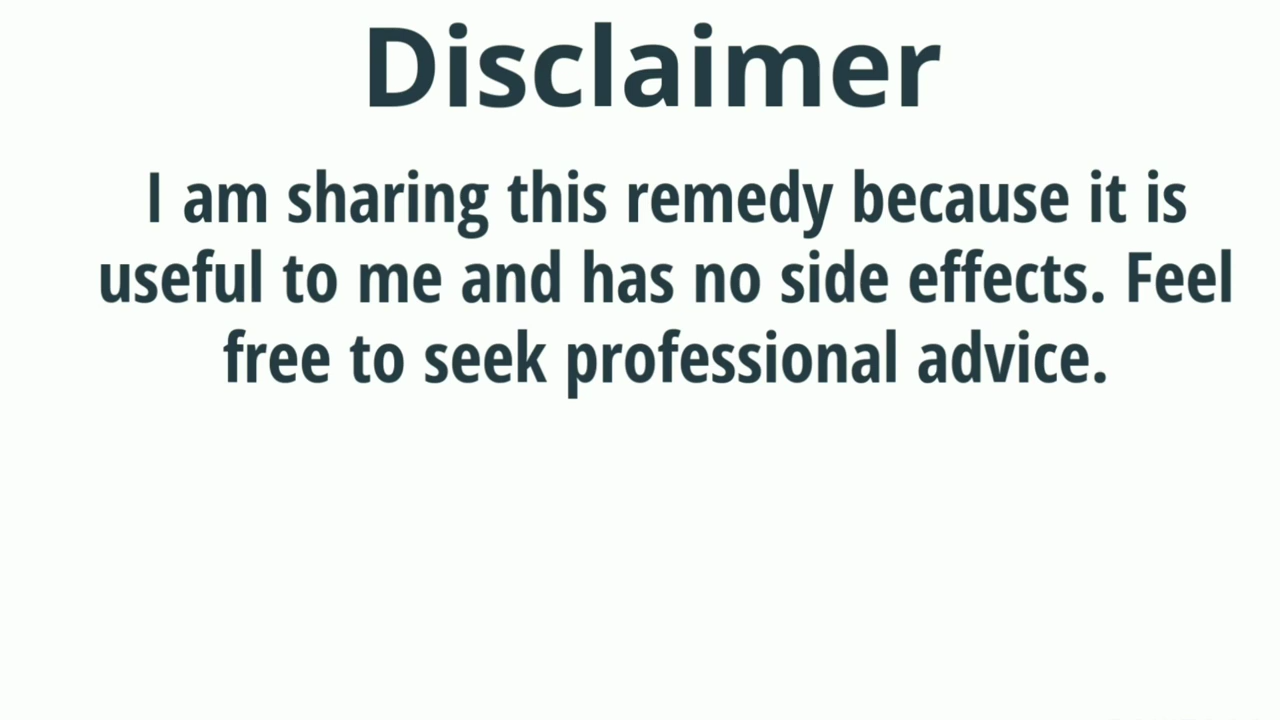 Disclaimer
I am sharing this remedy because it is
useful to me and has no side effects. Feel
free to seek professional advice.